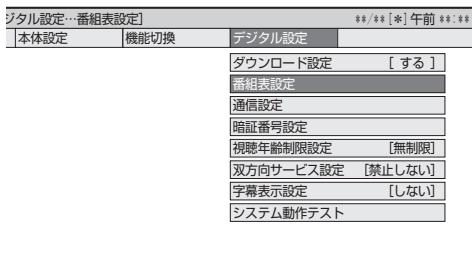 ジタル設定…番組表設定] **/** [*] 午前 **:**
本体設定 機能切換 デジタル設定
ダウンロード設定 [ する ]
番組表設定
通信設定
暗証番号設定
視聴年齢制限設定 [無制限]
双方向サービス設定 [禁止しない]
字幕表示設定 [しない]
システム動作テスト